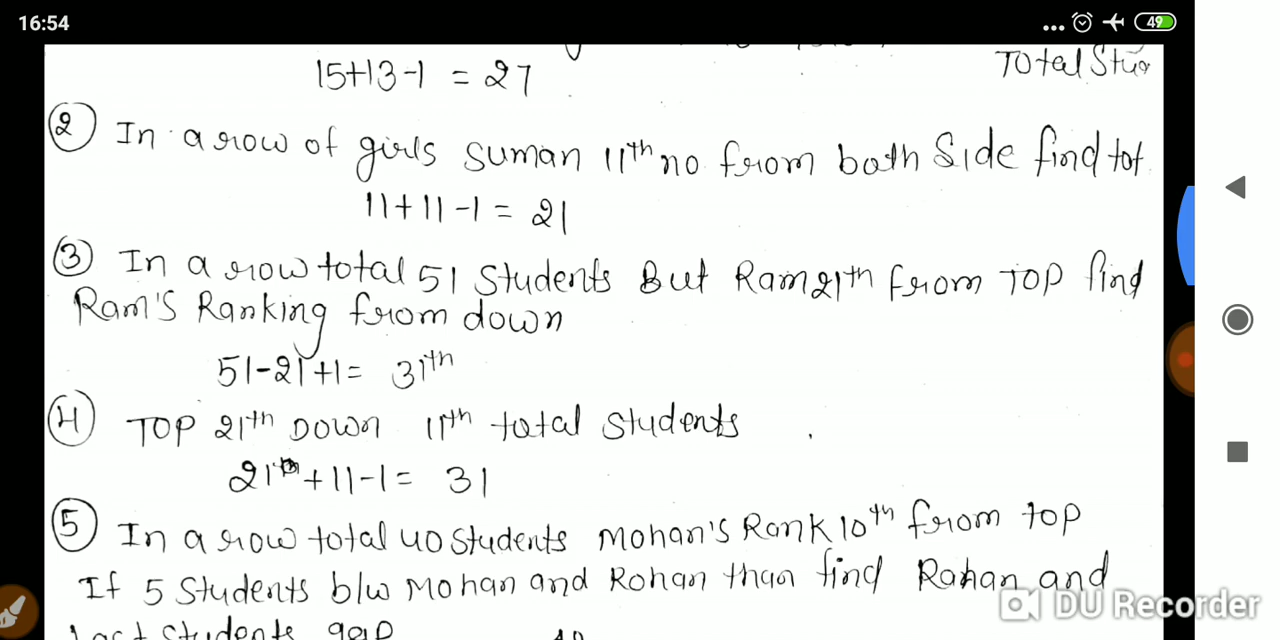 16:54
49
15+13-1 = 27
Total Stu
② In a row of girls suman 11th no from both side find tot.
11+11-1 = 21
③ In a row total 51 students But Ram 21th from TOP find
Ram's Ranking from down
51-21+1= 31th
④ TOP 21th Down 11th total students
21th+11-1= 31
⑤ In a row total 40 students Mohan's Rank 10th from top
If 5 students b/w Mohan and Rohan than find Rohan and
last students gap
DU Recorder